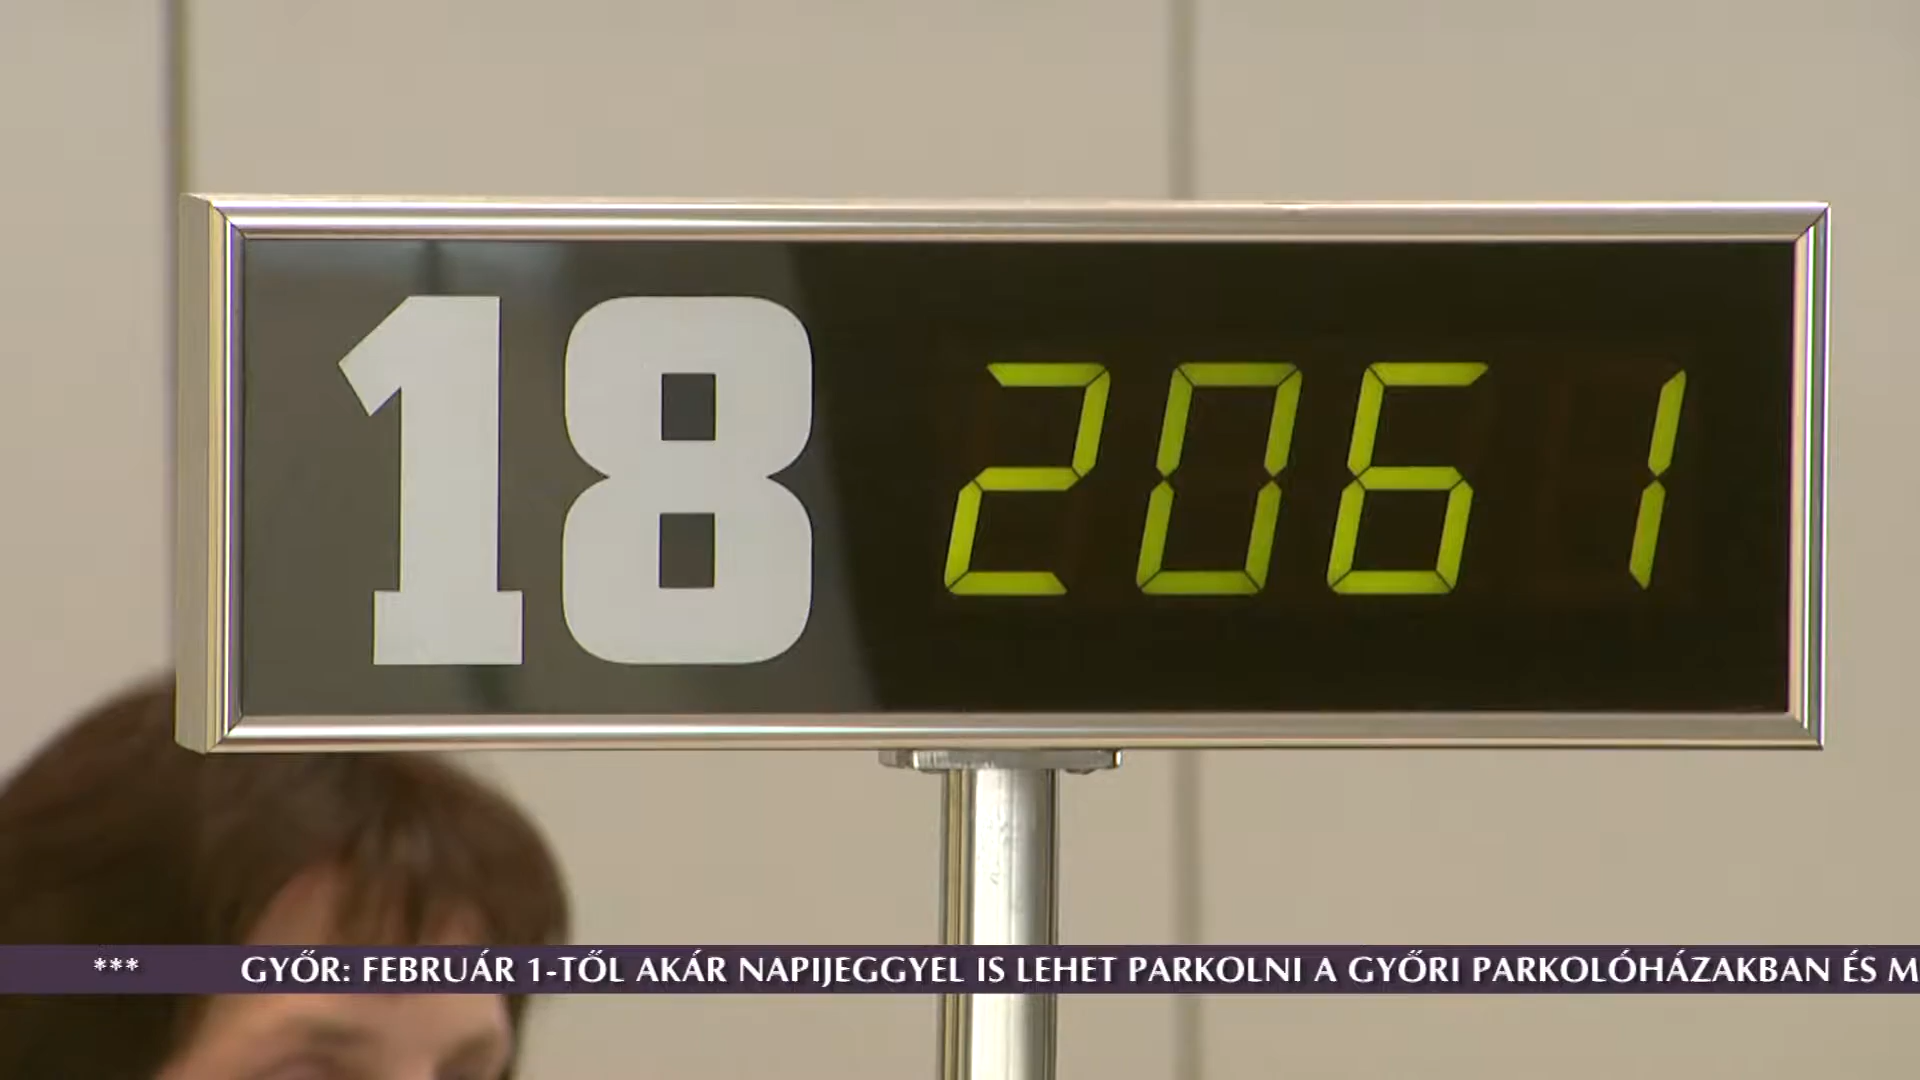 18 2061
*** GYŐR: FEBRUÁR 1-TŐL AKÁR NAPIJEGGYEL IS LEHET PARKOLNI A GYŐRI PARKOLÓHÁZAKBAN ÉS M